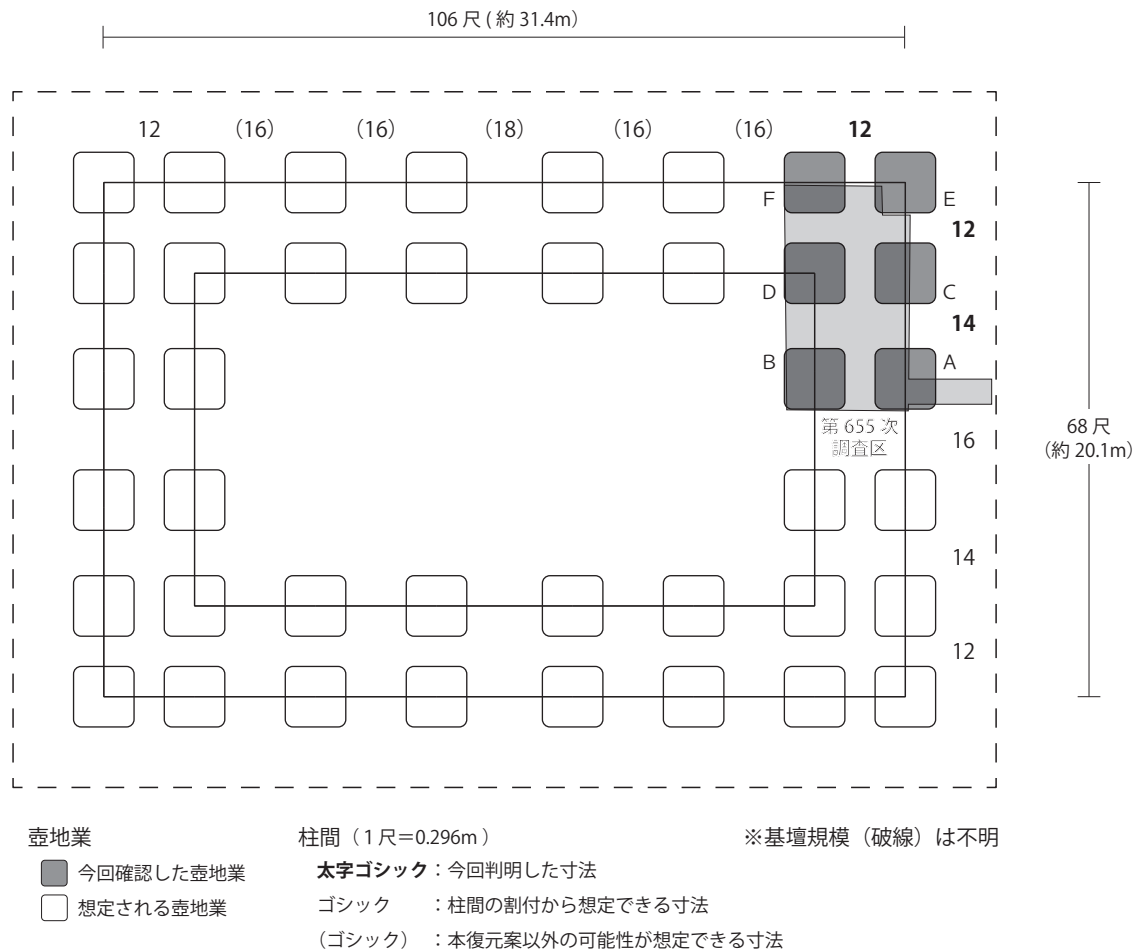 106 尺 ( 約 31.4m）
12 （16） （16） （18） （16） （16） 12
F E
12
D C
14
B A
第 655 次
調査区
16
68 尺
（約 20.1m）
14
12
壺地業
今回確認した壺地業
想定される壺地業
柱間（ 1 尺＝0.296m ）
太字ゴシック：今回判明した寸法
ゴシック ：柱間の割付から想定できる寸法
（ゴシック）：本復元案以外の可能性が想定できる寸法
※基壇規模（破線）は不明